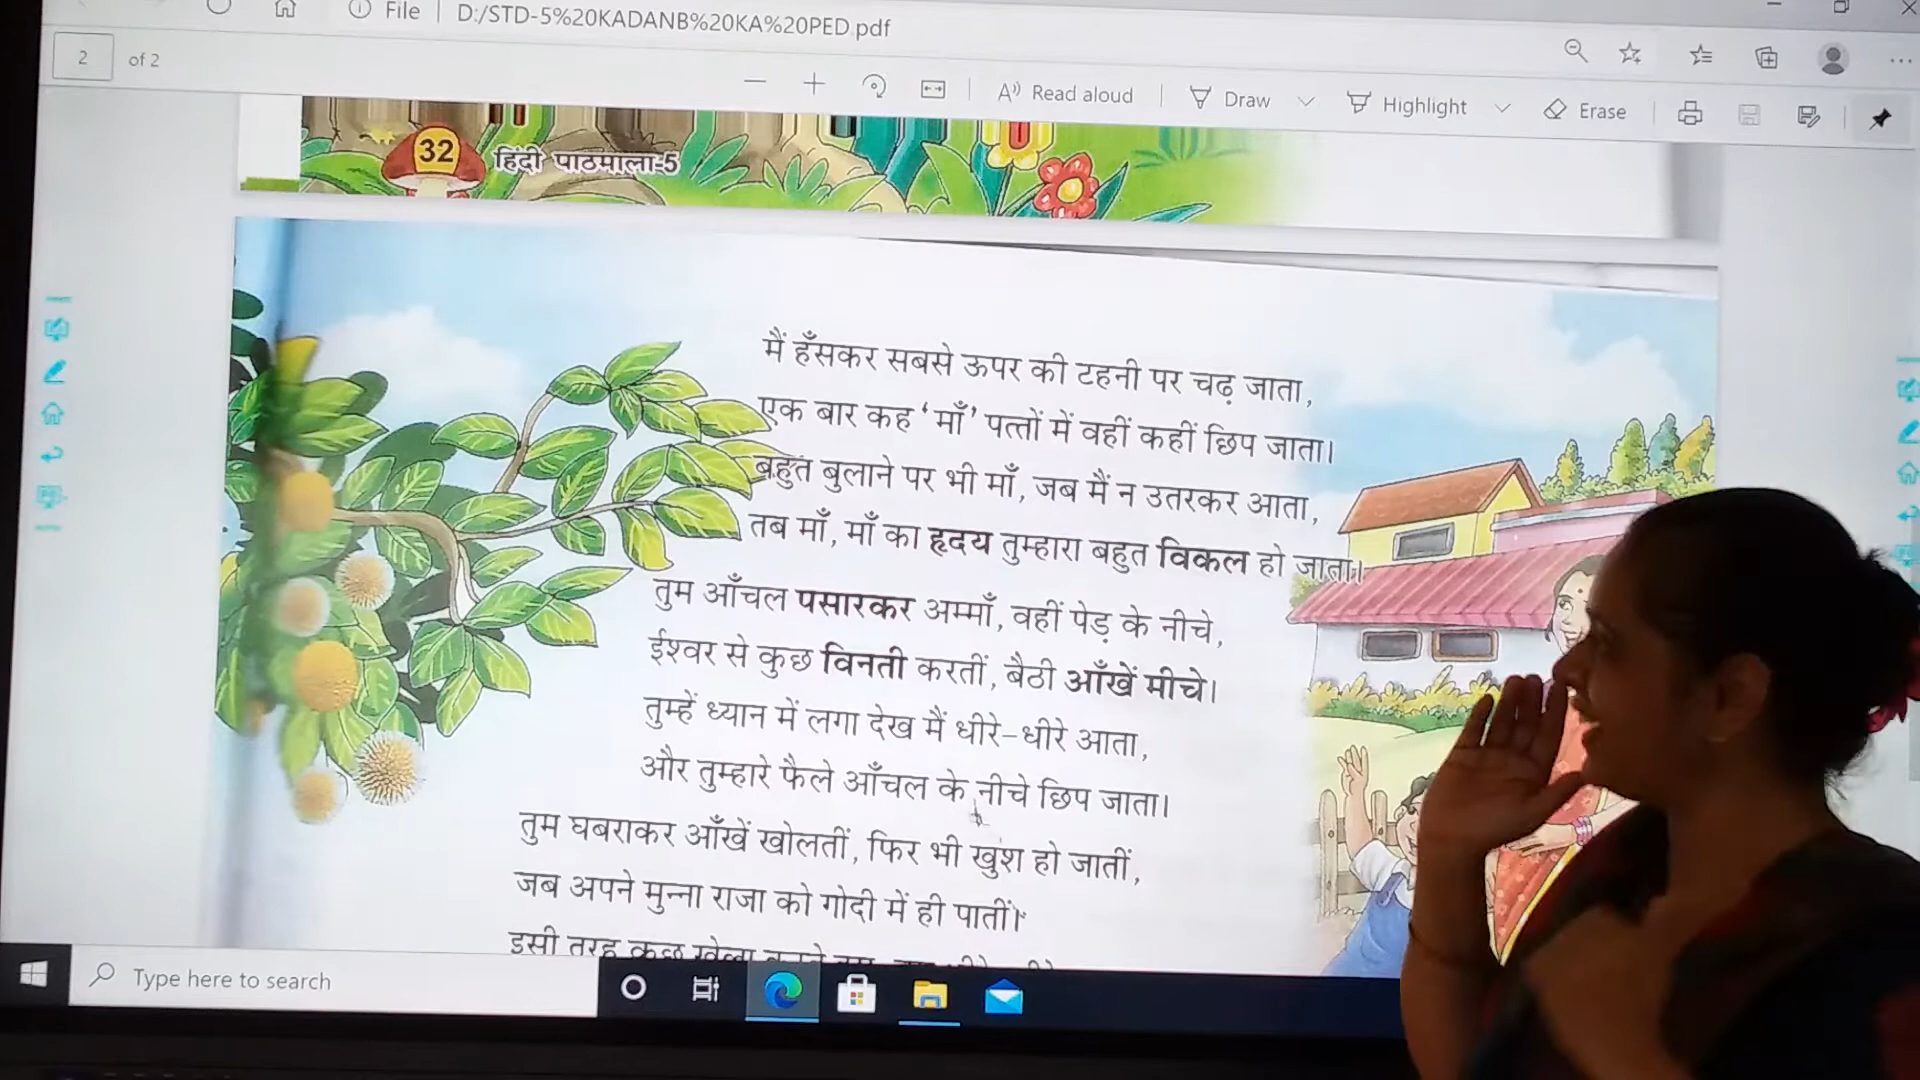 File | D:/STD-5%20KADANB%20KA%20PED.pdf
2 of 2
Read aloud Draw Highlight Erase
32 हिंदी पाठमाला-5
मैं हँसकर सबसे ऊपर की टहनी पर चढ़ जाता,
एक बार कह ‘माँ’ पत्तों में वहीं कहीं छिप जाता।
बहुत बुलाने पर भी माँ, जब मैं न उतरकर आता,
तब माँ, माँ का हृदय तुम्हारा बहुत विकल हो जाता।
तुम आँचल पसारकर अम्माँ, वहीं पेड़ के नीचे,
ईश्वर से कुछ विनती करतीं, बैठी आँखें मीचे।
तुम्हें ध्यान में लगा देख मैं धीरे-धीरे आता,
और तुम्हारे फैले आँचल के नीचे छिप जाता।
तुम घबराकर आँखें खोलतीं, फिर भी खुश हो जातीं,
जब अपने मुन्ना राजा को गोदी में ही पातीं।
इसी तरह कुछ खेला
Type here to search